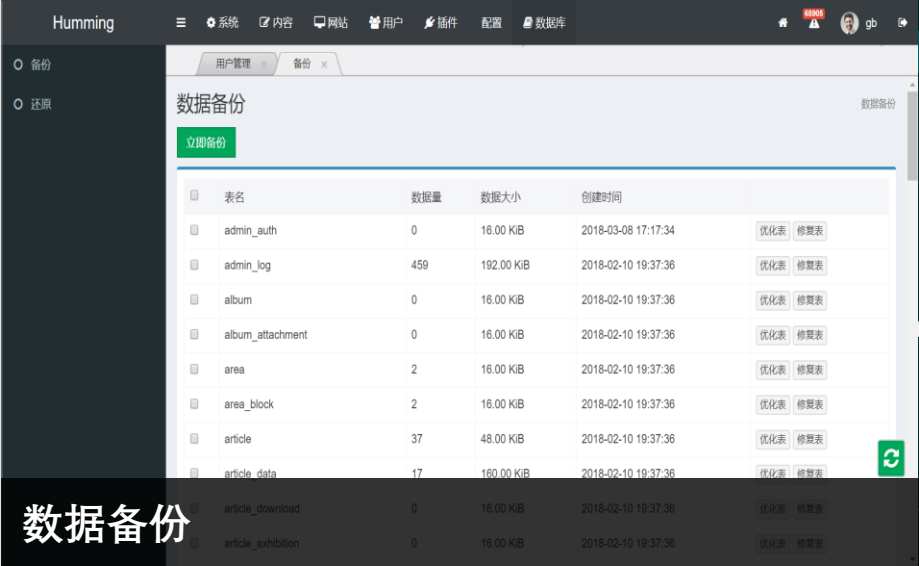 Humming 系统 内容 网站 用户 插件 配置 数据库 65905 gb
备份
还原
用户管理 × 备份 ×
数据备份 数据备份
立即备份
表名 数据量 数据大小 创建时间
admin_auth 0 16.00 KiB 2018-03-08 17:17:34 优化表 修复表
admin_log 459 192.00 KiB 2018-02-10 19:37:36 优化表 修复表
album 0 16.00 KiB 2018-02-10 19:37:36 优化表 修复表
album_attachment 0 16.00 KiB 2018-02-10 19:37:36 优化表 修复表
area 2 16.00 KiB 2018-02-10 19:37:36 优化表 修复表
area_block 2 16.00 KiB 2018-02-10 19:37:36 优化表 修复表
article 37 48.00 KiB 2018-02-10 19:37:36 优化表 修复表
article_data 17 160.00 KiB 2018-02-10 19:37:36 优化表 修复表
article_download 0 16.00 KiB 2018-02-10 19:37:36 优化表 修复表
article_exhibition 0 16.00 KiB 2018-02-10 19:37:36 优化表 修复表
数据备份